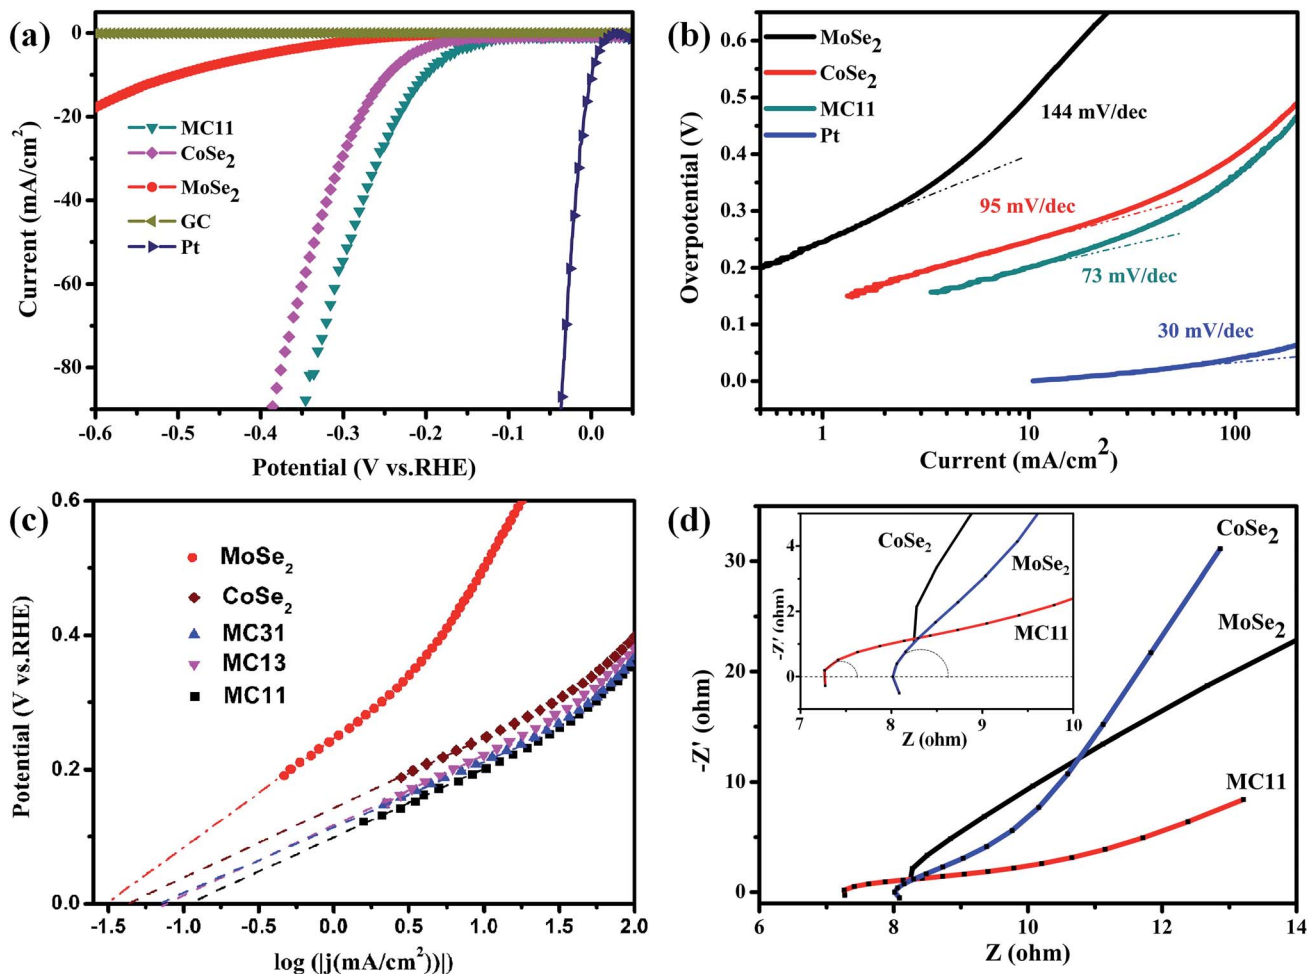 (a)
0
-20
-40
-60
-80
Current (mA/cm²)
MC11
CoSe₂
MoSe₂
GC
Pt
-0.6
-0.5
-0.4
-0.3
-0.2
-0.1
0.0
Potential (V vs.RHE)
(b)
0.6
0.5
0.4
0.3
0.2
0.1
0.0
Overpotential (V)
MoSe₂
CoSe₂
MC11
Pt
144 mV/dec
95 mV/dec
73 mV/dec
30 mV/dec
1
10
100
Current (mA/cm²)
(c)
0.6
0.4
0.2
0.0
Potential (V vs.RHE)
MoSe₂
CoSe₂
MC31
MC13
MC11
-1.5
-1.0
-0.5
0.0
0.5
1.0
1.5
2.0
log (|j(mA/cm²))|)
(d)
30
20
10
0
-Z' (ohm)
CoSe₂
MoSe₂
MC11
4
2
0
-Z' (ohm)
CoSe₂
MoSe₂
MC11
7
8
9
10
Z (ohm)
6
8
10
12
14
Z (ohm)